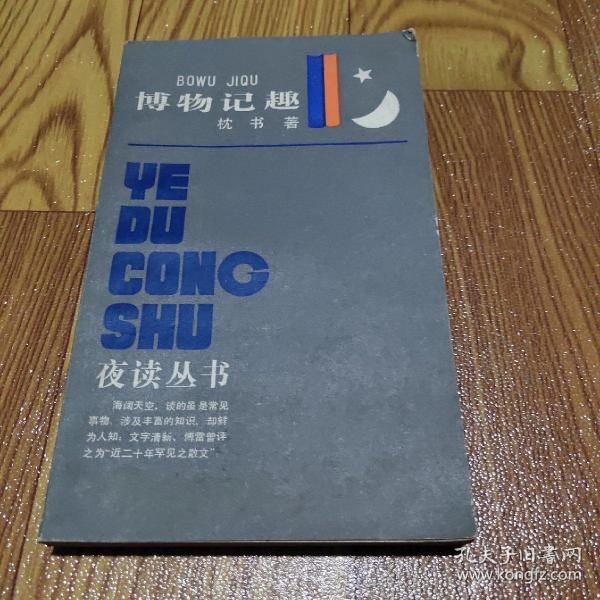 BOWU JIQU
博物记趣
枕书著
YE
DU
CONG
SHU
夜读丛书
海阔天空，谈的虽是常见
事物，涉及丰富的知识，却鲜
为人知；文字清新、傅雷曾评
之为“近二十年罕见之散文”
孔夫子旧書网
www.kongfz.com